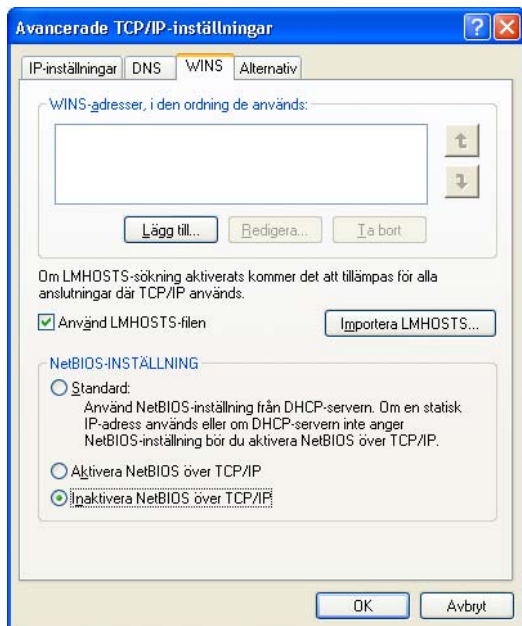 Avancerade TCP/IP-inställningar
IP-inställningar DNS WINS Alternativ
WINS-adresser, i den ordning de används:
Lägg till... Redigera... Ta bort
Om LMHOSTS-sökning aktiverats kommer det att tillämpas för alla
anslutningar där TCP/IP används.
Använd LMHOSTS-filen Importera LMHOSTS...
NetBIOS-INSTÄLLNING
Standard:
Använd NetBIOS-inställning från DHCP-servern. Om en statisk
IP-adress används eller om DHCP-servern inte anger
NetBIOS-inställning bör du aktivera NetBIOS över TCP/IP.
Aktivera NetBIOS över TCP/IP
Inaktivera NetBIOS över TCP/IP
OK Avbryt